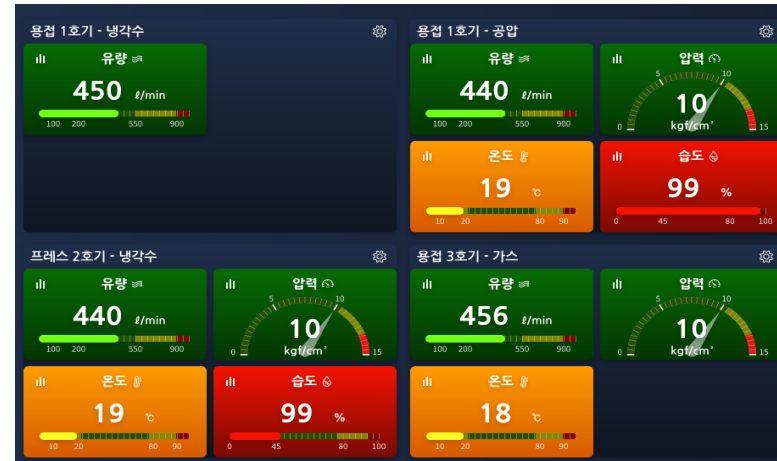 용접 1호기 - 냉각수
유량
450 ℓ/min
100 200 550 900
용접 1호기 - 공압
유량
440 ℓ/min
100 200 550 900
압력
0 5 10 15
10
kgf/cm²
온도
19 ℃
10 20 80 90
습도
99 %
0 45 80 100
프레스 2호기 - 냉각수
유량
440 ℓ/min
100 200 550 900
압력
0 5 10 15
10
kgf/cm²
온도
19 ℃
10 20 80 90
습도
99 %
0 45 80 100
용접 3호기 - 가스
유량
456 ℓ/min
100 200 550 900
압력
0 5 10 15
10
kgf/cm²
온도
18 ℃
10 20 80 90